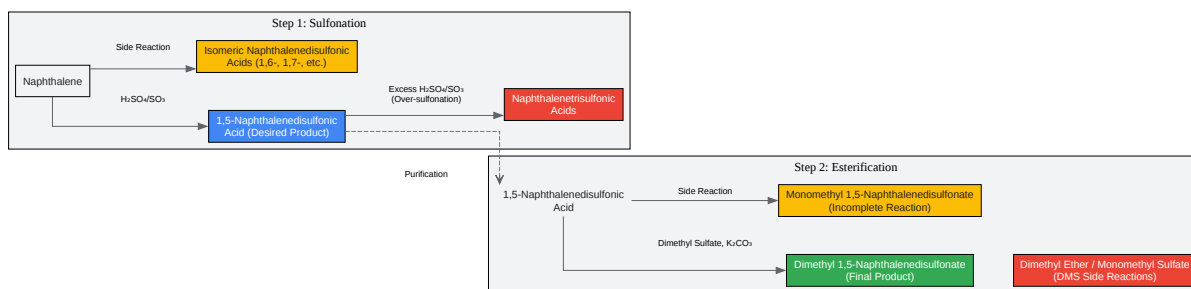 Step 1: Sulfonation
Side Reaction
Isomeric Naphthalenedisulfonic
Acids (1,6-, 1,7-, etc.)
Naphthalene
H₂SO₄/SO₃
Excess H₂SO₄/SO₃
(Over-sulfonation)
Naphthalenetrisulfonic
Acids
1,5-Naphthalenedisulfonic
Acid (Desired Product)
Purification
Step 2: Esterification
1,5-Naphthalenedisulfonic
Acid
Side Reaction
Monomethyl 1,5-Naphthalenedisulfonate
(Incomplete Reaction)
Dimethyl Sulfate, K₂CO₃
Dimethyl 1,5-Naphthalenedisulfonate
(Final Product)
Dimethyl Ether / Monomethyl Sulfate
(DMS Side Reactions)